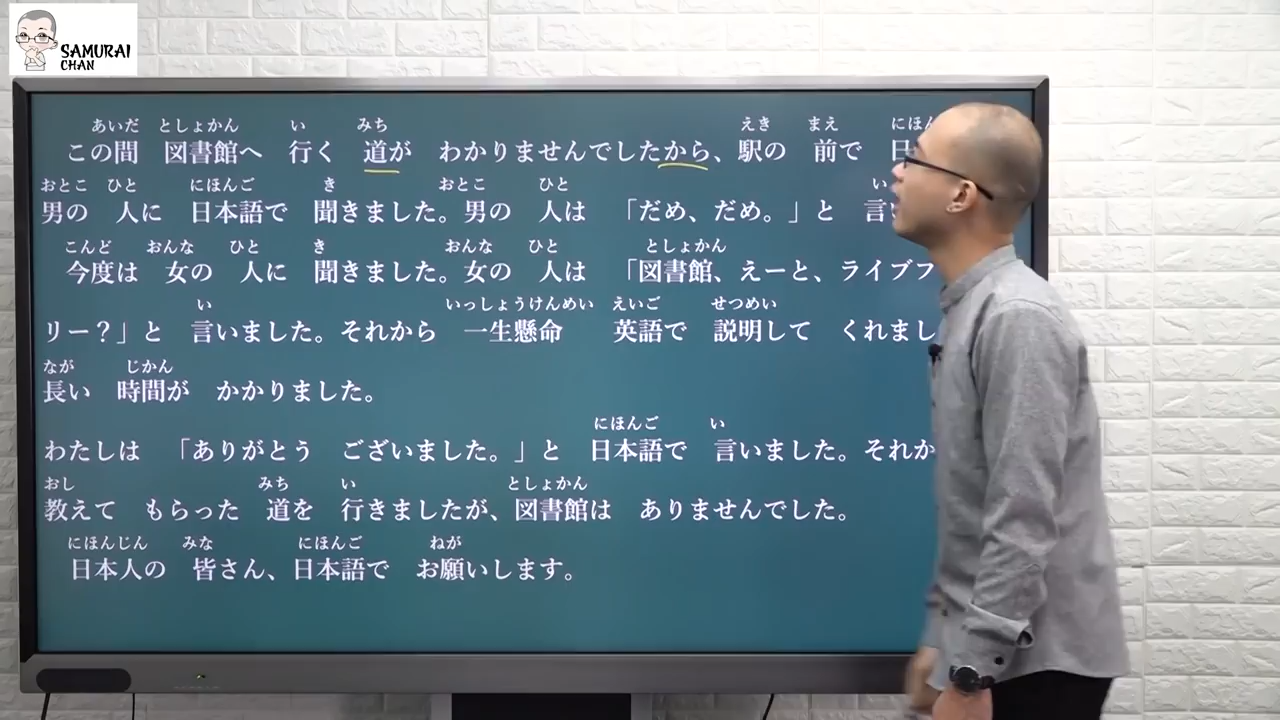 SAMURAI
CHAN
あいだ としょかん い みち えき まえ にほん
この間 図書館へ 行く 道が わかりませんでしたから、駅の 前で 日
おとこ ひと にほんご き おとこ ひと い
男の 人に 日本語で 聞きました。男の 人は 「だめ、だめ。」と 言い
こんど おんな ひと き おんな ひと としょかん
今度は 女の 人に 聞きました。女の 人は 「図書館、えーと、ライブラ
い いっしょうけんめい えいご せつめい
リー？」と 言いました。それから 一生懸命 英語で 説明して くれまし
なが じかん
長い 時間が かかりました。
にほんご い
わたしは 「ありがとう ございました。」と 日本語で 言いました。それか
おし みち い としょかん
教えて もらった 道を 行きましたが、図書館は ありませんでした。
にほんじん みな にほんご ねが
日本人の 皆さん、日本語で お願いします。